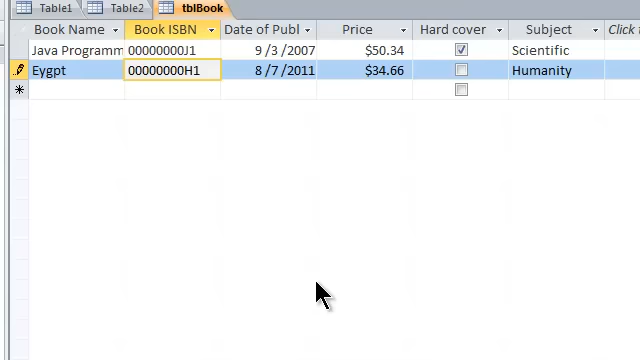 Table1 Table2 tblBook
Book Name Book ISBN Date of Publ Price Hard cover Subject Click t
Java Programm 00000000J1 9 /3 /2007 $50.34 Scientific
Eygpt 00000000H1 8 /7 /2011 $34.66 Humanity